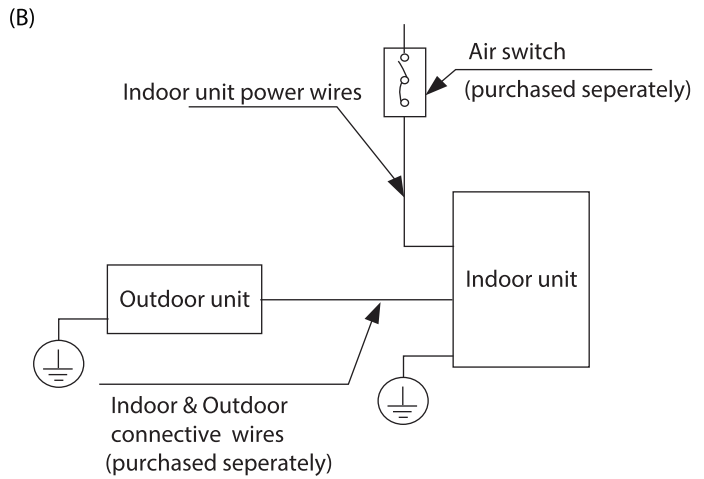 (B)
Air switch
(purchased seperately)
Indoor unit power wires
Indoor unit
Outdoor unit
Indoor & Outdoor
connective wires
(purchased seperately)